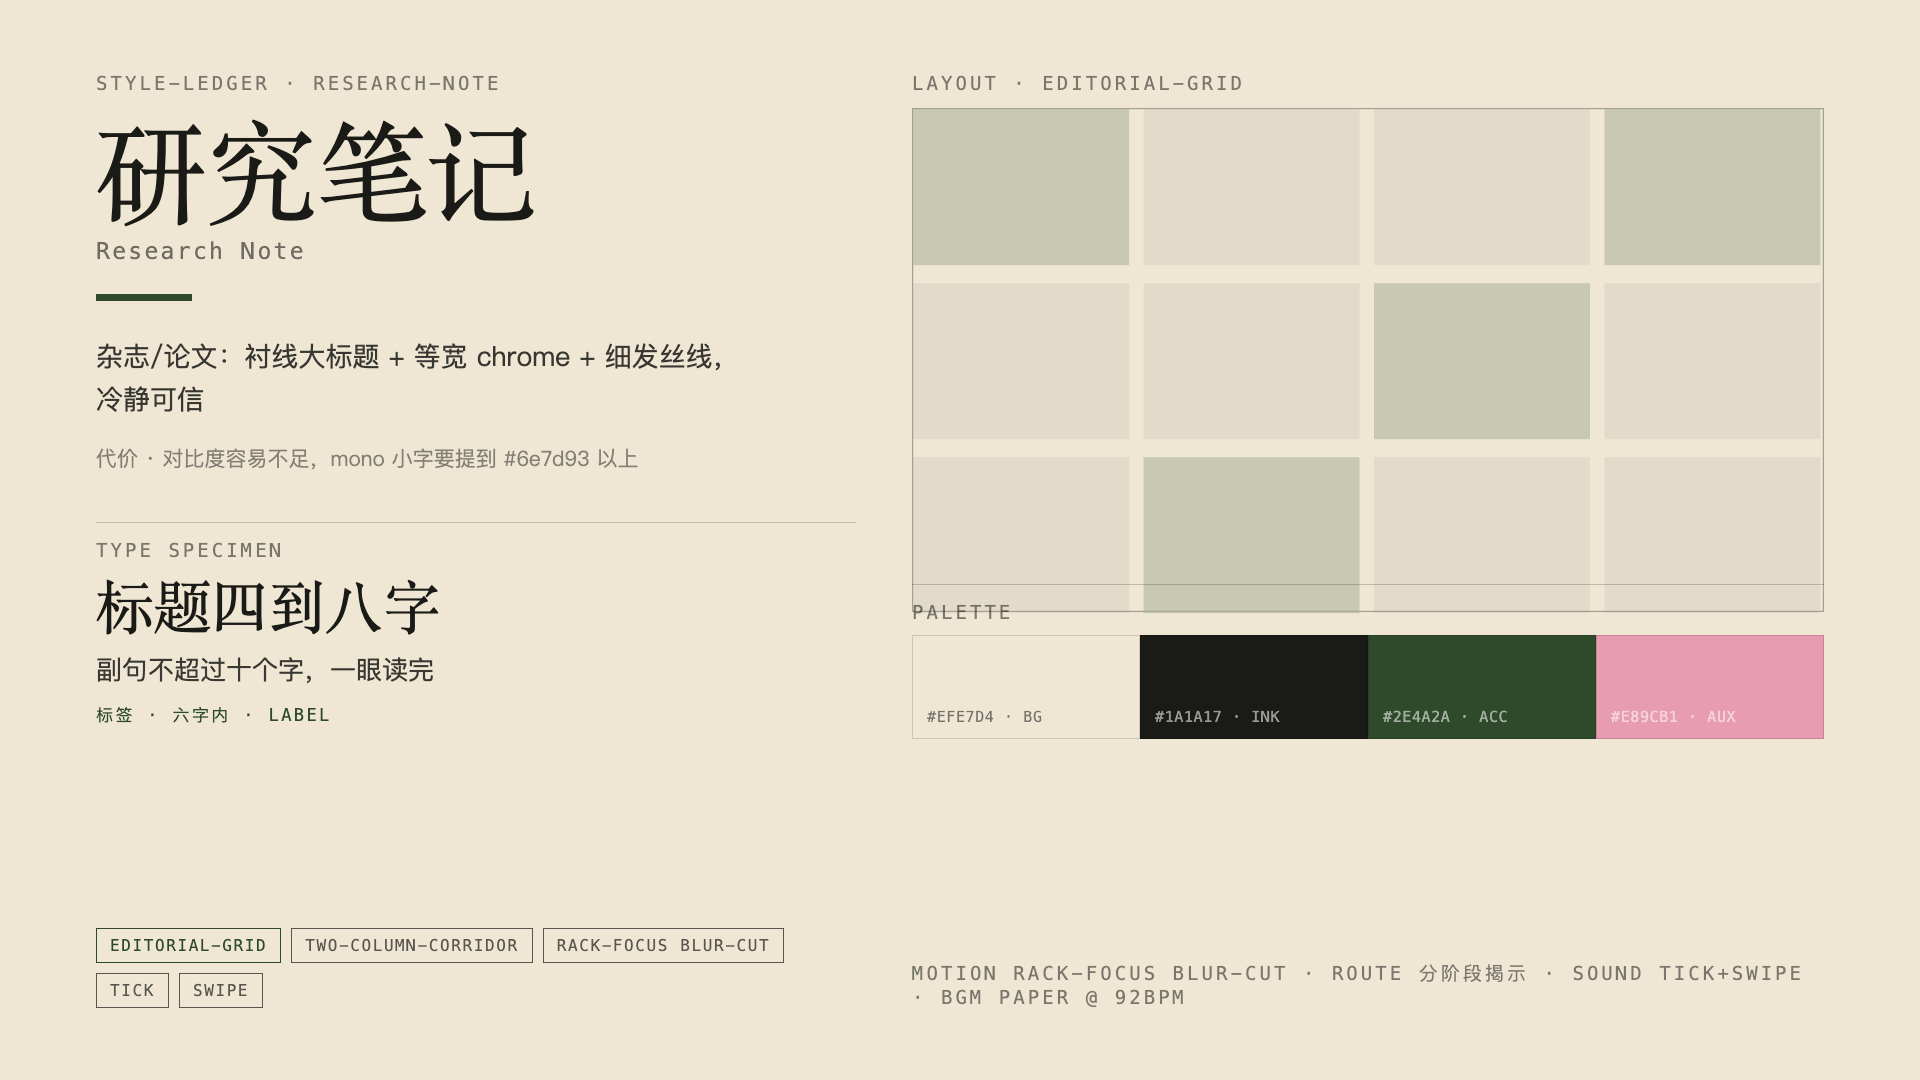 STYLE-LEDGER · RESEARCH-NOTE
研究笔记
Research Note
杂志/论文：衬线大标题 + 等宽 chrome + 细发丝线，
冷静可信
代价 · 对比度容易不足，mono 小字要提到 #6e7d93 以上
TYPE SPECIMEN
标题四到八字
副句不超过十个字，一眼读完
标签 · 六字内 · LABEL
EDITORIAL-GRID
TWO-COLUMN-CORRIDOR
RACK-FOCUS BLUR-CUT
TICK
SWIPE
LAYOUT · EDITORIAL-GRID
PALETTE
#EFE7D4 · BG
#1A1A17 · INK
#2E4A2A · ACC
#E89CB1 · AUX
MOTION RACK-FOCUS BLUR-CUT · ROUTE 分阶段揭示 · SOUND TICK+SWIPE
· BGM PAPER @ 92BPM